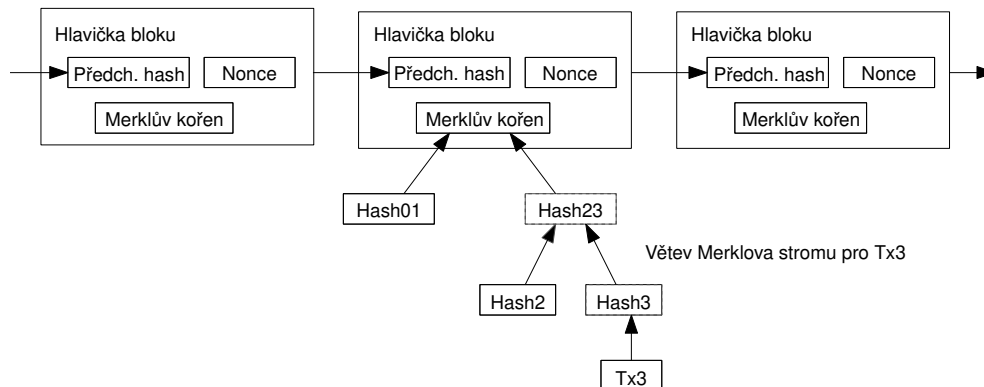 Hlavička bloku
Hlavička bloku
Hlavička bloku
Předch. hash
Nonce
Předch. hash
Nonce
Předch. hash
Nonce
Merklův kořen
Merklův kořen
Merklův kořen
Hash01
Hash23
Větev Merklova stromu pro Tx3
Hash2
Hash3
Tx3